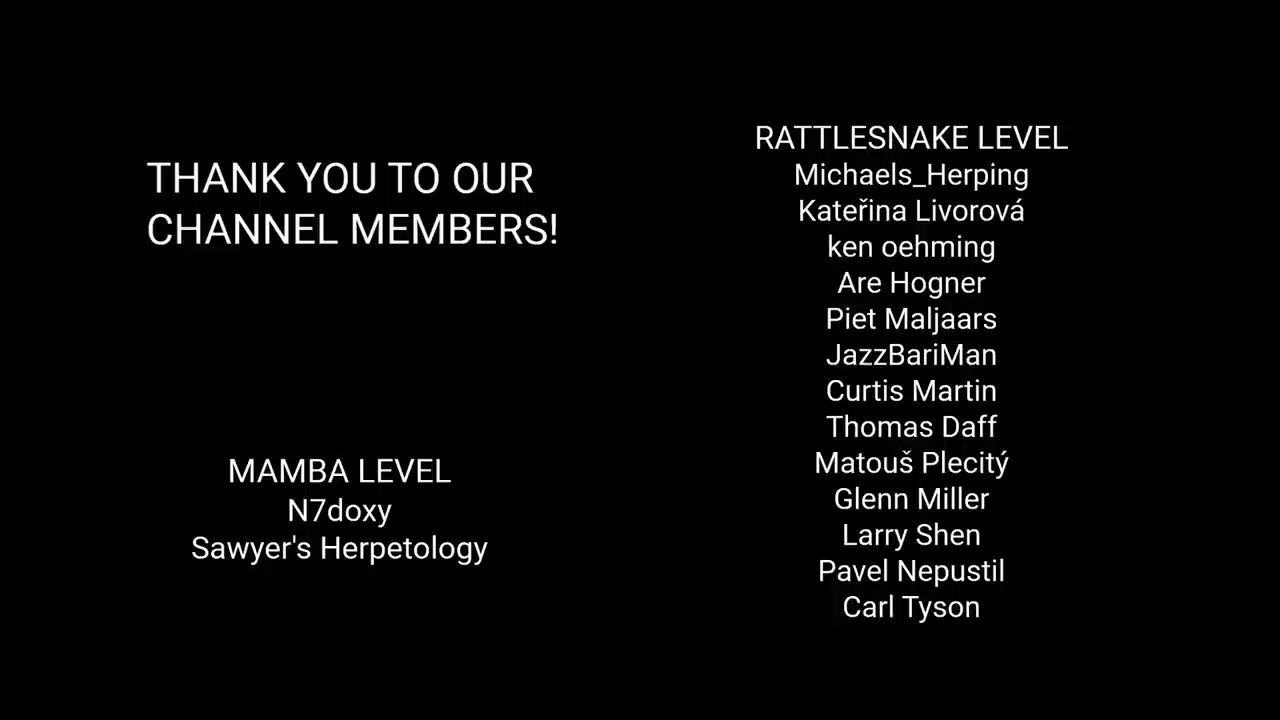 THANK YOU TO OUR
CHANNEL MEMBERS!
MAMBA LEVEL
N7doxy
Sawyer's Herpetology
RATTLESNAKE LEVEL
Michaels_Herping
Kateřina Livorová
ken oehming
Are Hogner
Piet Maljaars
JazzBariMan
Curtis Martin
Thomas Daff
Matouš Plecitý
Glenn Miller
Larry Shen
Pavel Nepustil
Carl Tyson